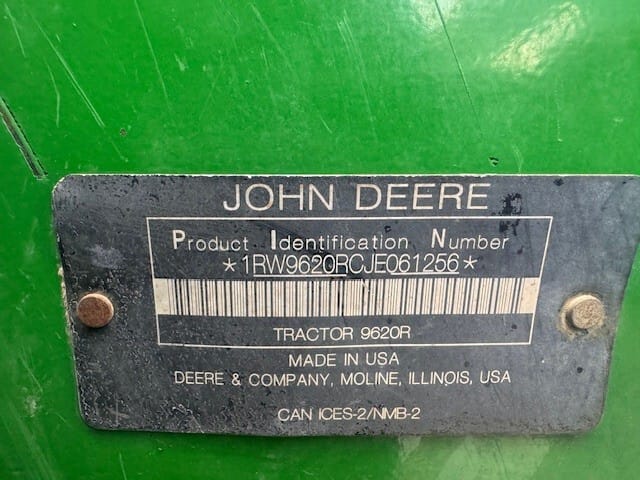 JOHN DEERE
Product Identification Number
*1RW9620RCJE061256*
TRACTOR 9620R
MADE IN USA
DEERE & COMPANY, MOLINE, ILLINOIS, USA
CAN ICES-2/NMB-2